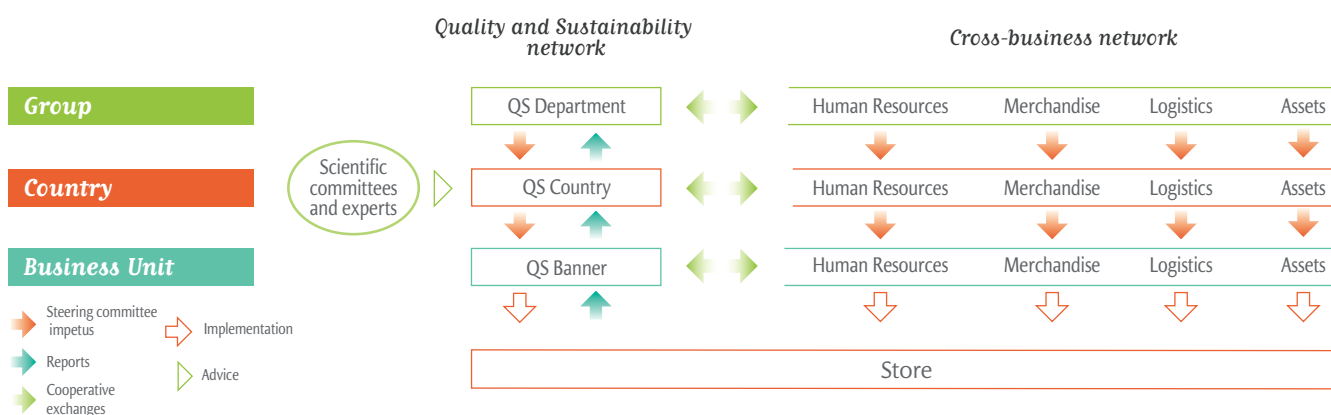 Quality and Sustainability
network
Cross-business network
Group
QS Department
Human Resources
Merchandise
Logistics
Assets
Scientific
committees
and experts
Country
QS Country
Human Resources
Merchandise
Logistics
Assets
Business Unit
QS Banner
Human Resources
Merchandise
Logistics
Assets
Steering committee
impetus
Implementation
Reports
Advice
Cooperative
exchanges
Store